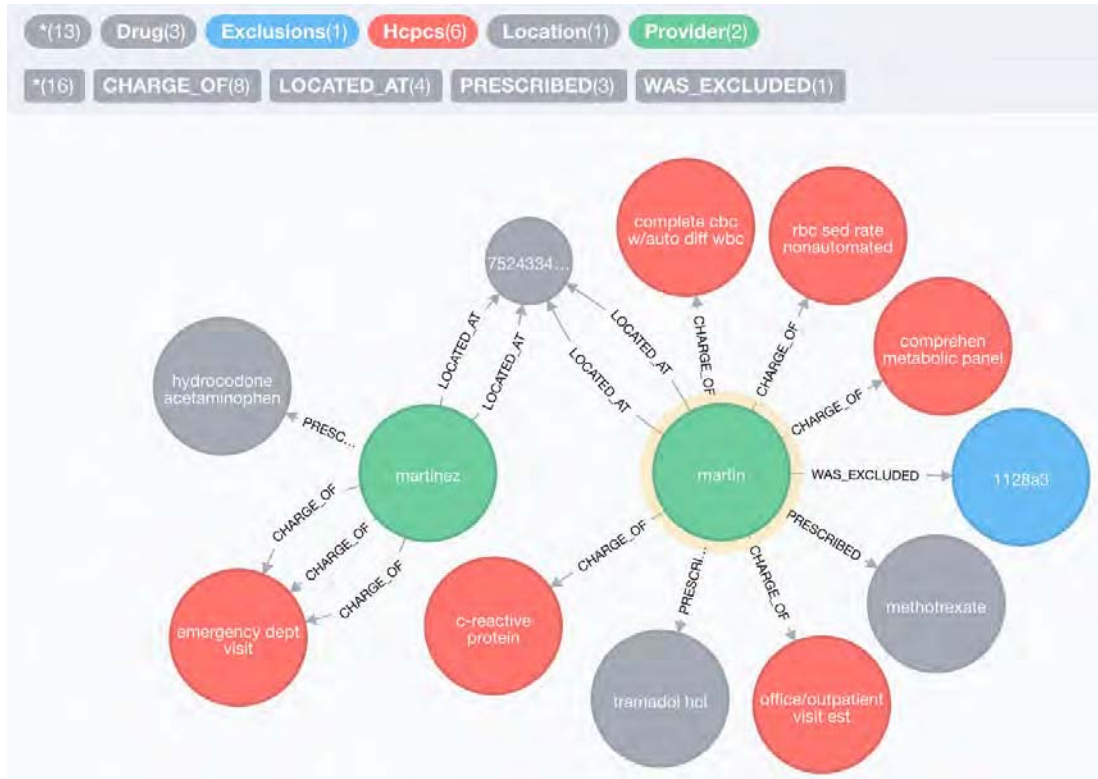 *(13) Drug(3) Exclusions(1) Hcpcs(6) Location(1) Provider(2)
*(16) CHARGE_OF(8) LOCATED_AT(4) PRESCRIBED(3) WAS_EXCLUDED(1)
complete cbc
w/auto diff wbc
rbc sed rate
nonautomated
7524334...
comprehen
metabolic panel
hydrocodone
acetaminophen
LOCATED_AT
LOCATED_AT
LOCATED_AT
LOCATED_AT
CHARGE_OF
CHARGE_OF
CHARGE_OF
PRESC...
martinez
martin
WAS_EXCLUDED
1128a3
CHARGE_OF
CHARGE_OF
CHARGE_OF
CHARGE_OF
PRESCRI...
CHARGE_OF
PRESCRIBED
methotrexate
emergency dept
visit
c-reactive
protein
tramadol hcl
office/outpatient
visit est